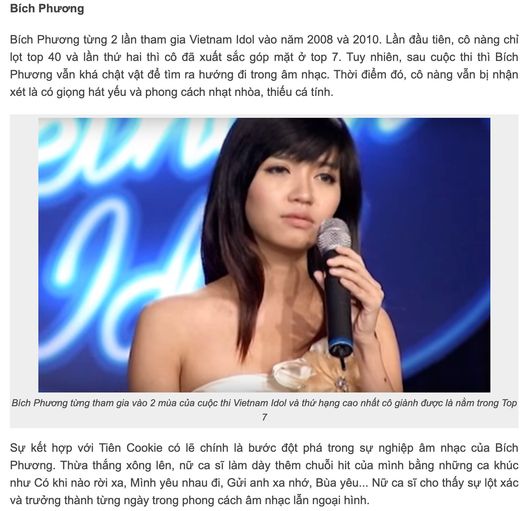 Bích Phương
Bích Phương từng 2 lần tham gia Vietnam Idol vào năm 2008 và 2010. Lần đầu tiên, cô nàng chỉ
lọt top 40 và lần thứ hai thì cô đã xuất sắc góp mặt ở top 7. Tuy nhiên, sau cuộc thi thì Bích
Phương vẫn khá chật vật để tìm ra hướng đi trong âm nhạc. Thời điểm đó, cô nàng vẫn bị nhận
xét là có giọng hát yếu và phong cách nhạt nhòa, thiếu cá tính.
Idol
Bích Phương từng tham gia vào 2 mùa của cuộc thi Vietnam Idol và thứ hạng cao nhất cô giành được là nằm trong Top
7
Sự kết hợp với Tiên Cookie có lẽ chính là bước đột phá trong sự nghiệp âm nhạc của Bích
Phương. Thừa thắng xông lên, nữ ca sĩ làm dày thêm chuỗi hit của mình bằng những ca khúc
như Có khi nào rời xa, Mình yêu nhau đi, Gửi anh xa nhớ, Bùa yêu... Nữ ca sĩ cho thấy sự lột xác
và trưởng thành từng ngày trong phong cách âm nhạc lẫn ngoại hình.